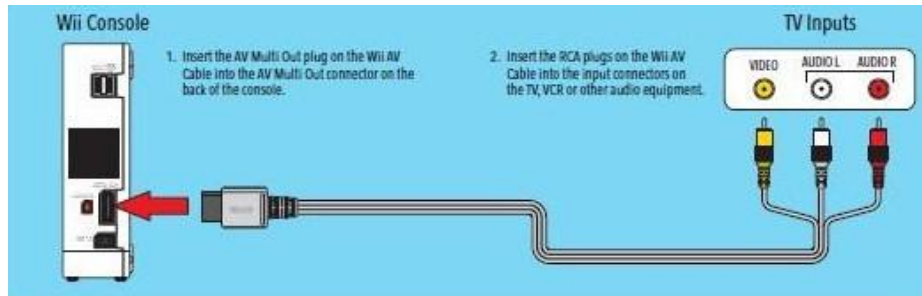 Wii Console
TV Inputs
1. Insert the AV Multi Out plug on the Wii AV
Cable into the AV Multi Out connector on the
back of the console.
2. Insert the RCA plugs on the Wii AV
Cable into the input connectors on
the TV, VCR or other audio equipment.
VIDEO
AUDIO L
AUDIO R